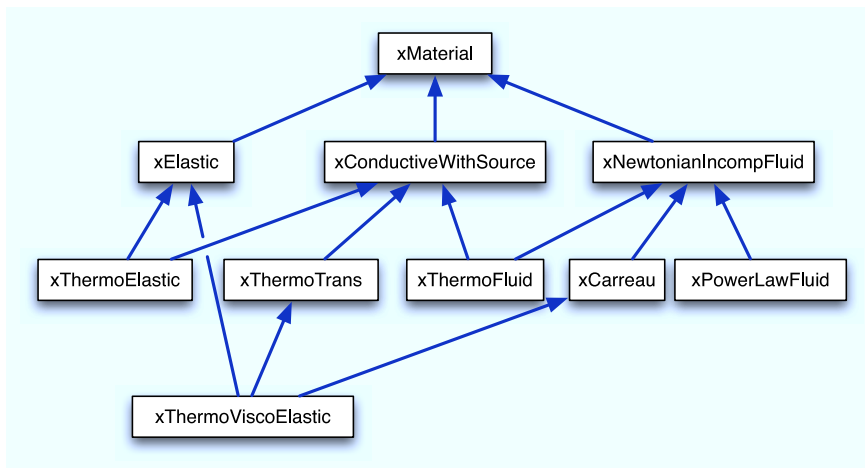 xMaterial
xElastic
xConductiveWithSource
xNewtonianIncompFluid
xThermoElastic
xThermoTrans
xThermoFluid
xCarreau
xPowerLawFluid
xThermoViscoElastic